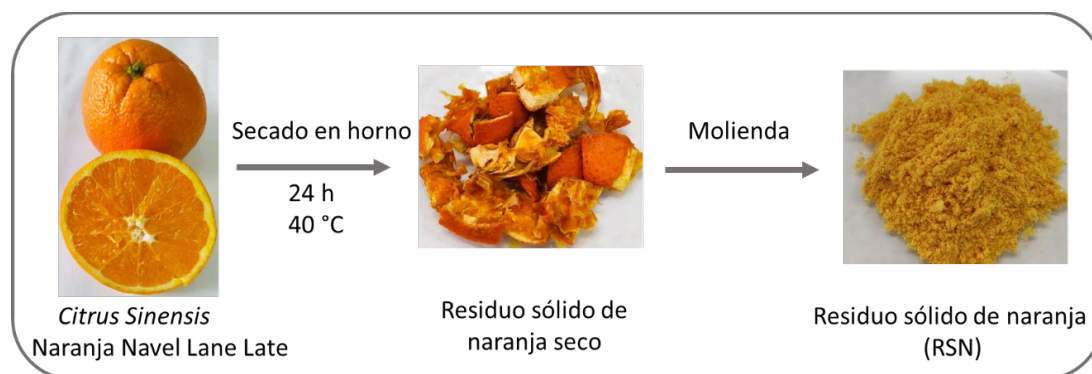 Citrus Sinensis
Naranja Navel Lane Late
Secado en horno
24 h
40 °C
Residuo sólido de
naranja seco
Molienda
Residuo sólido de naranja
(RSN)